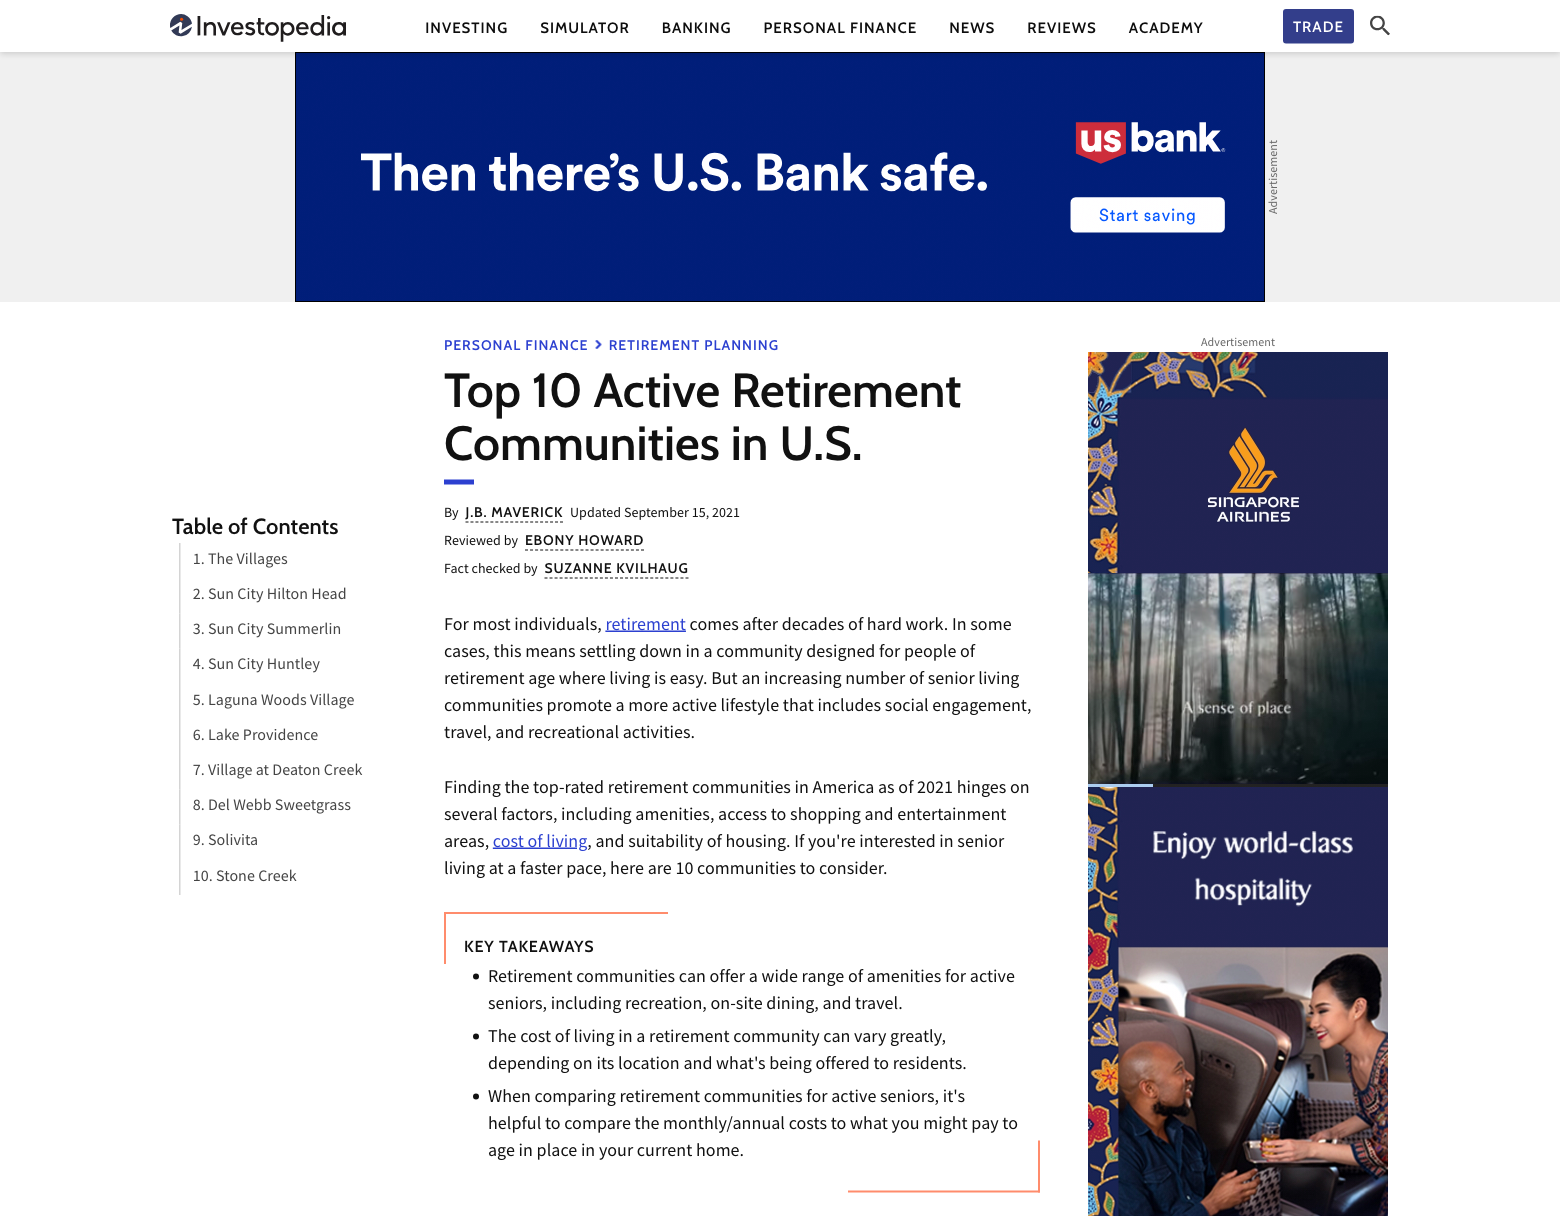 Investopedia
INVESTING SIMULATOR BANKING PERSONAL FINANCE NEWS REVIEWS ACADEMY TRADE
Then there's U.S. Bank safe.
us bank
Start saving
Advertisement
PERSONAL FINANCE > RETIREMENT PLANNING
Top 10 Active Retirement
Communities in U.S.
By J.B. MAVERICK Updated September 15, 2021
Reviewed by EBONY HOWARD
Fact checked by SUZANNE KVILHAUG
Table of Contents
1. The Villages
2. Sun City Hilton Head
3. Sun City Summerlin
4. Sun City Huntley
5. Laguna Woods Village
6. Lake Providence
7. Village at Deaton Creek
8. Del Webb Sweetgrass
9. Solivita
10. Stone Creek
For most individuals, retirement comes after decades of hard work. In some
cases, this means settling down in a community designed for people of
retirement age where living is easy. But an increasing number of senior living
communities promote a more active lifestyle that includes social engagement,
travel, and recreational activities.
Finding the top-rated retirement communities in America as of 2021 hinges on
several factors, including amenities, access to shopping and entertainment
areas, cost of living, and suitability of housing. If you're interested in senior
living at a faster pace, here are 10 communities to consider.
KEY TAKEAWAYS
• Retirement communities can offer a wide range of amenities for active
seniors, including recreation, on-site dining, and travel.
• The cost of living in a retirement community can vary greatly,
depending on its location and what's being offered to residents.
• When comparing retirement communities for active seniors, it's
helpful to compare the monthly/annual costs to what you might pay to
age in place in your current home.
Advertisement
SINGAPORE
AIRLINES
A sense of place
Enjoy world-class
hospitality